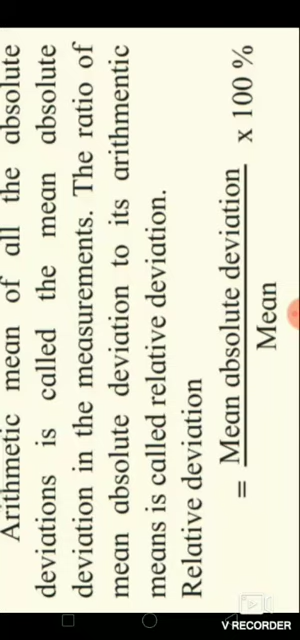 Arithmetic mean of all the absolute
deviations is called the mean absolute
deviation in the measurements. The ratio of
mean absolute deviation to its arithmentic
means is called relative deviation.
Relative deviation
= Mean absolute deviation x 100 %
Mean
V RECORDER